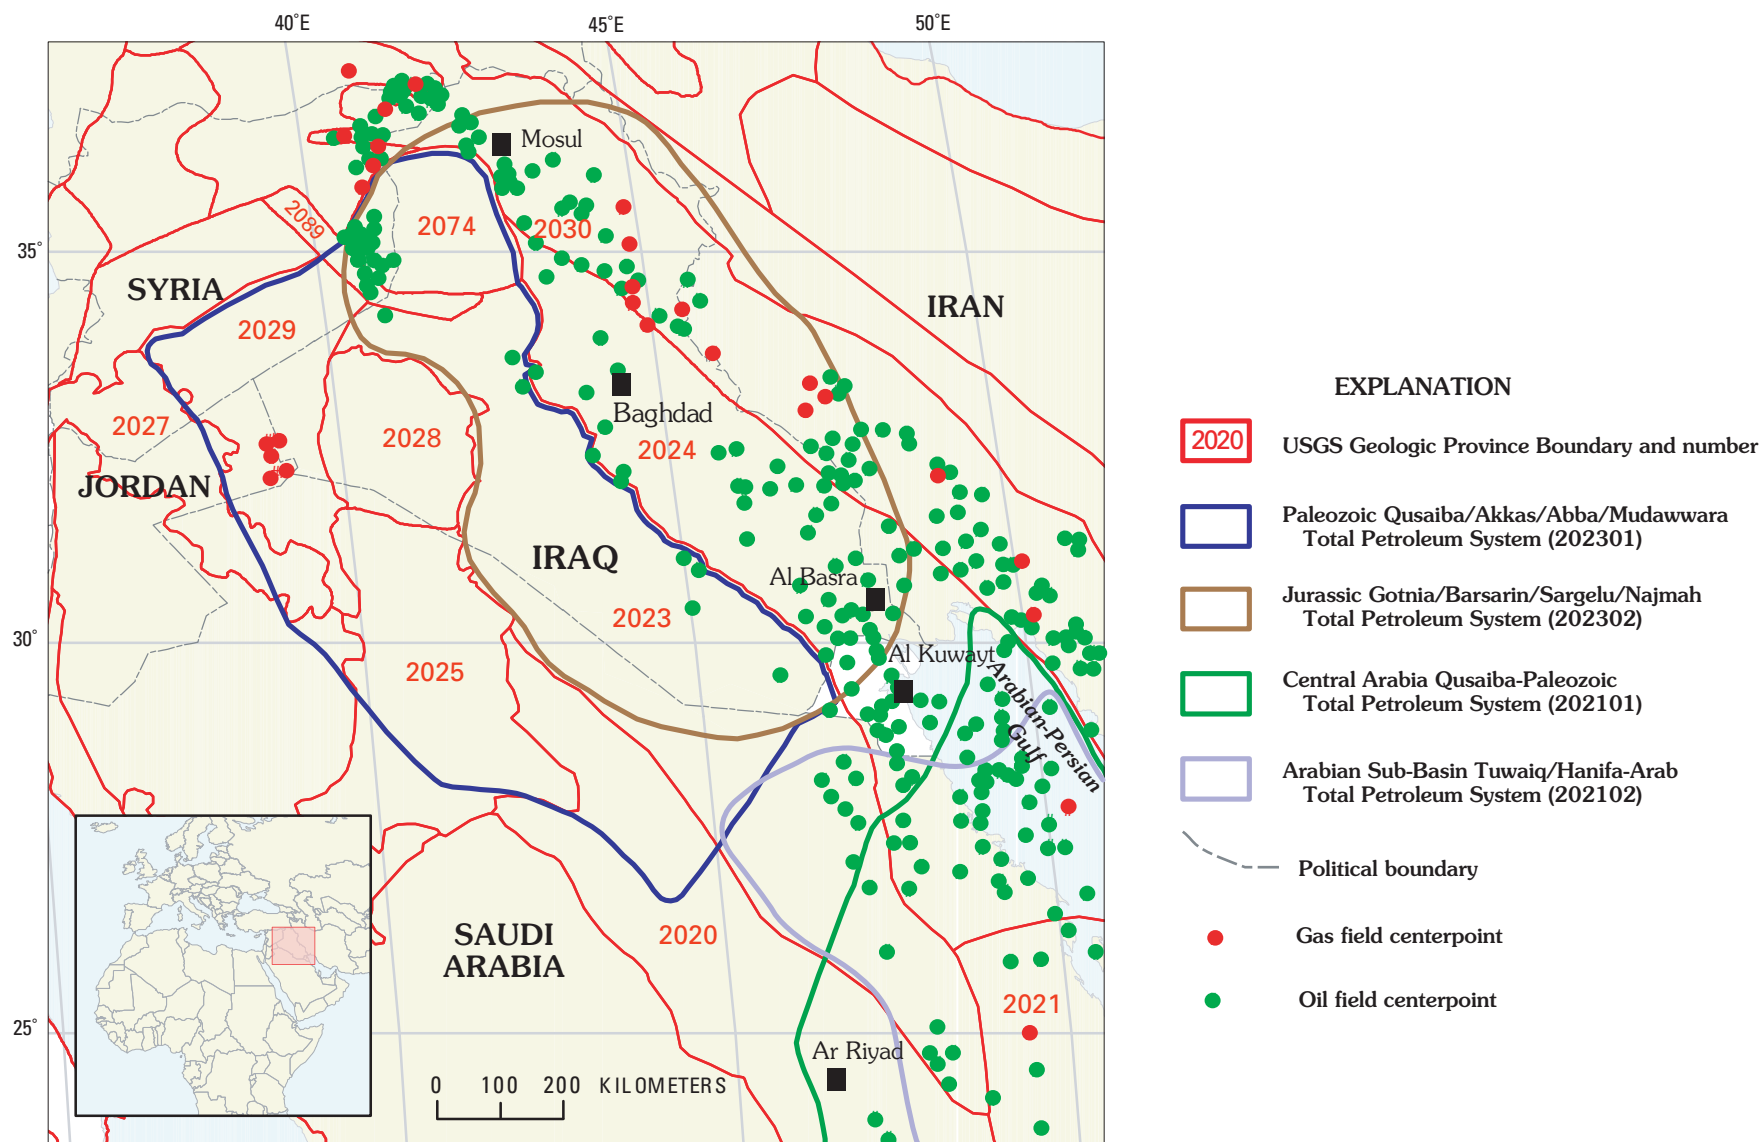 40°E 45°E 50°E
Mosul
2089
2074
2030
35°
SYRIA
IRAN
2029
Baghdad
2027
2028
2024
JORDAN
IRAQ
Al Basra
2023
30°
Al Kuwayt
2025
Arabian-Persian
Gulf
SAUDI
ARABIA
2020
2021
25°
Ar Riyad
0 100 200 KILOMETERS
EXPLANATION
2020 USGS Geologic Province Boundary and number
Paleozoic Qusaiba/Akkas/Abba/Mudawwara
Total Petroleum System (202301)
Jurassic Gotnia/Barsarin/Sargelu/Najmah
Total Petroleum System (202302)
Central Arabia Qusaiba-Paleozoic
Total Petroleum System (202101)
Arabian Sub-Basin Tuwaiq/Hanifa-Arab
Total Petroleum System (202102)
Political boundary
Gas field centerpoint
Oil field centerpoint